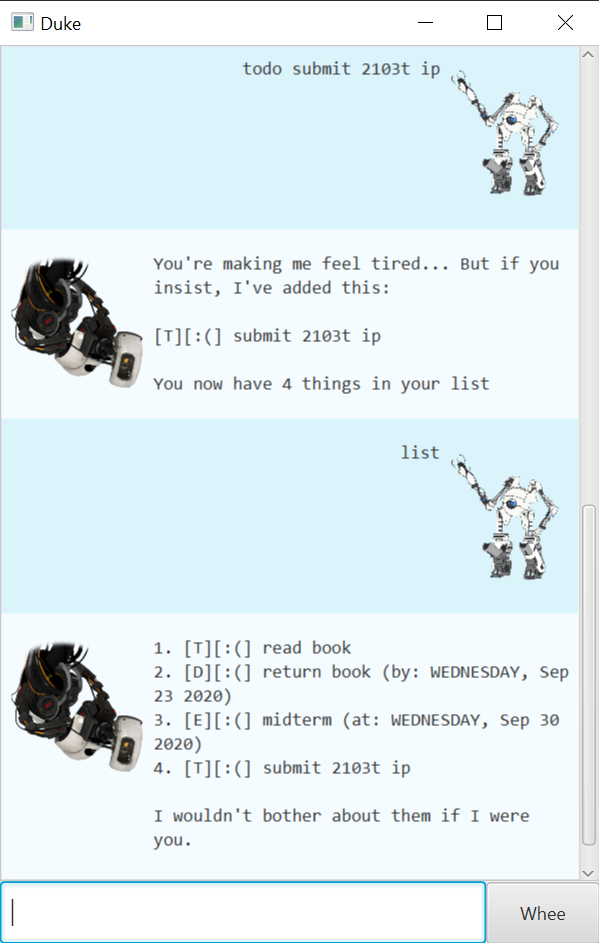 Duke
todo submit 2103t ip
You're making me feel tired... But if you
insist, I've added this:
[T][:(] submit 2103t ip
You now have 4 things in your list
list
1. [T][:(] read book
2. [D][:(] return book (by: WEDNESDAY, Sep
23 2020)
3. [E][:(] midterm (at: WEDNESDAY, Sep 30
2020)
4. [T][:(] submit 2103t ip
I wouldn't bother about them if I were
you.
Whee